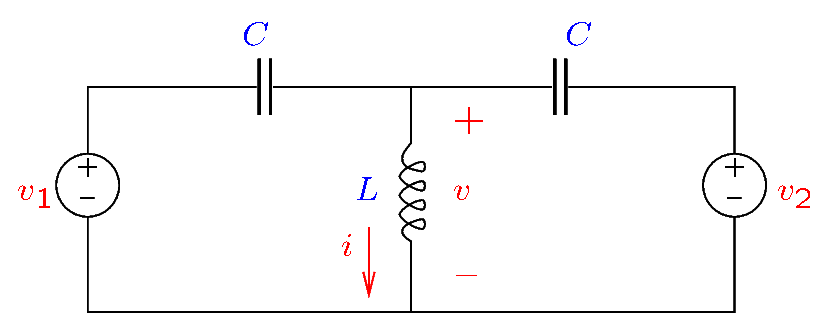 C C
+
+ +
v1 L v v2
- -
i
-